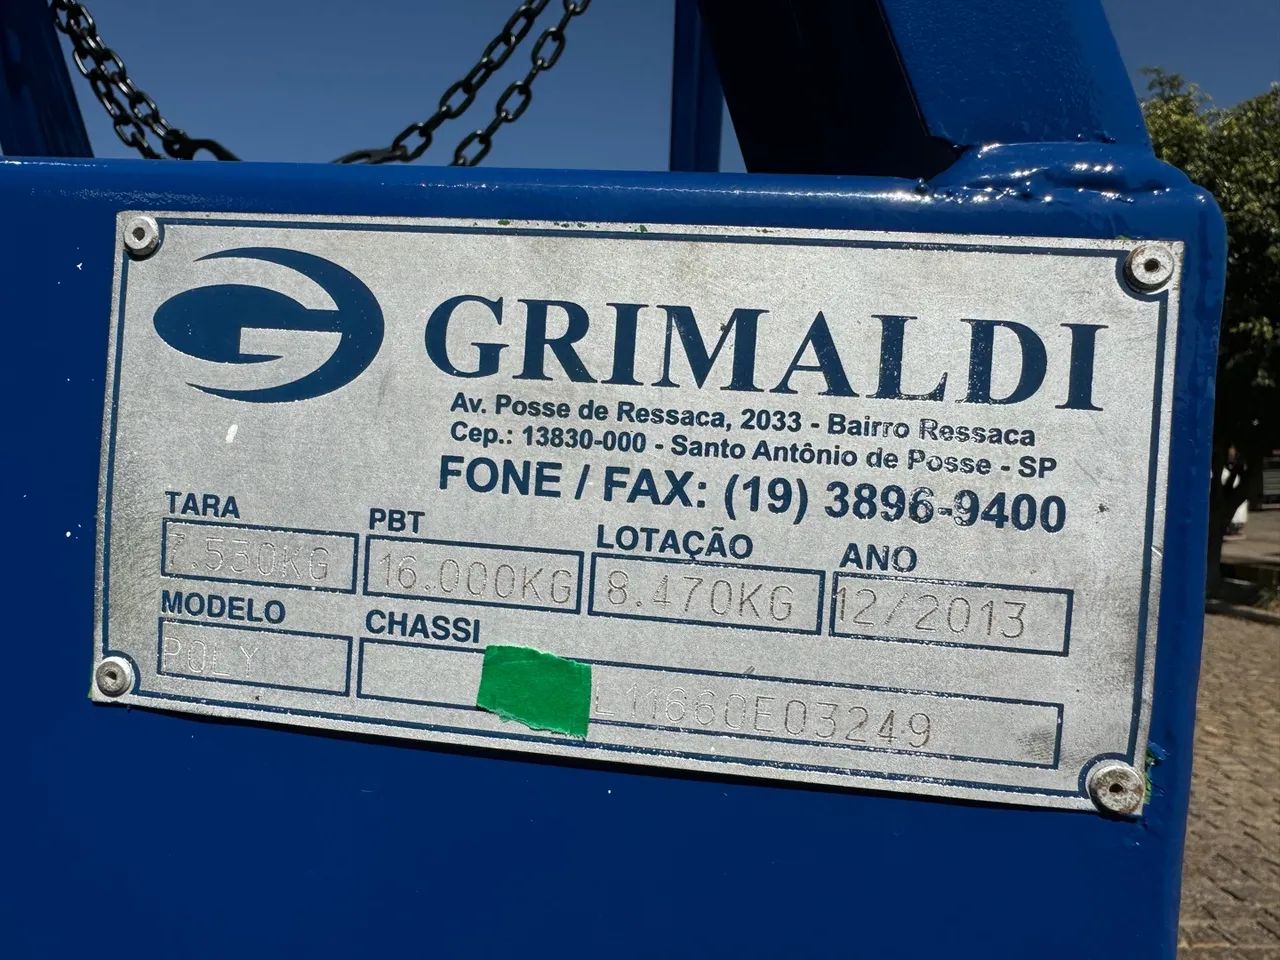 GRIMALDI
Av. Posse de Ressaca, 2033 - Bairro Ressaca
Cep.: 13830-000 - Santo Antônio de Posse - SP
FONE / FAX: (19) 3896-9400
TARA PBT LOTAÇÃO ANO
7.530KG 16.000KG 8.470KG 12/2013
MODELO CHASSI
POLY L11660E03249